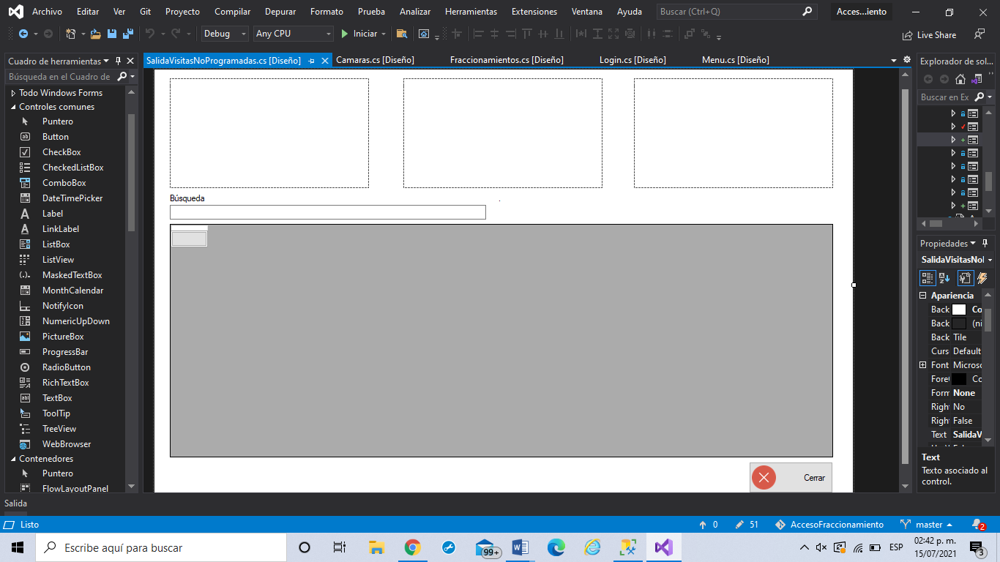 Archivo Editar Ver Git Proyecto Compilar Depurar Formato Prueba Analizar Herramientas Extensiones Ventana Ayuda Buscar (Ctrl+Q) Acces...iento
Debug Any CPU Iniciar Live Share
Cuadro de herramientas
Búsqueda en el Cuadro de
Todo Windows Forms
Controles comunes
Puntero
Button
CheckBox
CheckedListBox
ComboBox
DateTimePicker
Label
LinkLabel
ListBox
ListView
MaskedTextBox
MonthCalendar
NotifyIcon
NumericUpDown
PictureBox
ProgressBar
RadioButton
RichTextBox
TextBox
ToolTip
TreeView
WebBrowser
Contenedores
Puntero
FlowLayoutPanel
SalidaVisitasNoProgramadas.cs [Diseño] Camaras.cs [Diseño] Fraccionamientos.cs [Diseño] Login.cs [Diseño] Menu.cs [Diseño]
Búsqueda
.
Cerrar
Explorador de sol...
Buscar en Ex
Propiedades
SalidaVisitasNo
Apariencia
Back Co
Back (ni
Back Tile
Curs Default
Font Microso
Fore Co
Form None
Righ No
Righ False
Text SalidaV
Text
Texto asociado al
control.
Salida
Listo 0 51 AccesoFraccionamiento master 2
Escribe aquí para buscar 99+ ESP 02:42 p. m.
15/07/2021 3